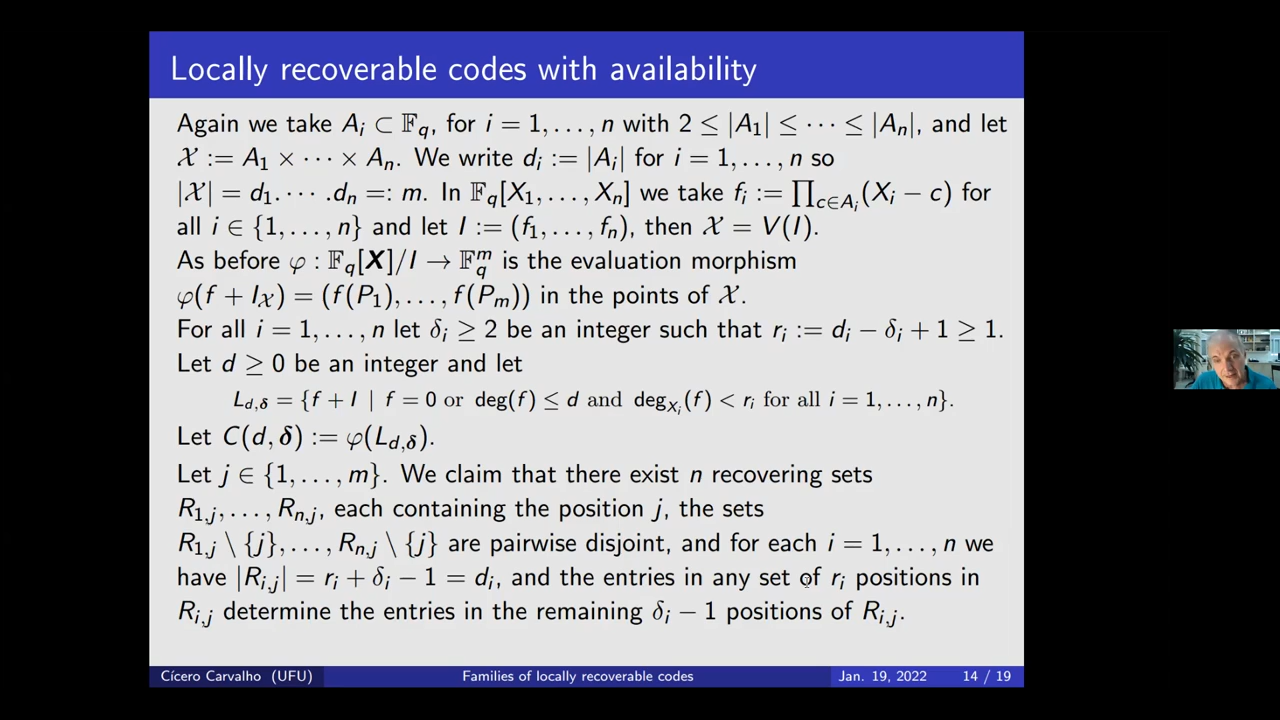 Locally recoverable codes with availability
Again we take A_i ⊂ 𝔽_q, for i = 1, . . . , n with 2 ≤ |A_1| ≤ · · · ≤ |A_n|, and let
𝒳 := A_1 × · · · × A_n. We write d_i := |A_i| for i = 1, . . . , n so
|𝒳| = d_1. · · · .d_n =: m. In 𝔽_q[X_1, . . . , X_n] we take f_i := ∏_{c∈A_i}(X_i − c) for
all i ∈ {1, . . . , n} and let I := (f_1, . . . , f_n), then 𝒳 = V(I).
As before φ : 𝔽_q[𝑿]/I → 𝔽_q^m is the evaluation morphism
φ(f + I_𝒳) = (f(P_1), . . . , f(P_m)) in the points of 𝒳.
For all i = 1, . . . , n let δ_i ≥ 2 be an integer such that r_i := d_i − δ_i + 1 ≥ 1.
Let d ≥ 0 be an integer and let
L_{d,𝜹} = {f + I | f = 0 or deg(f) ≤ d and deg_{X_i}(f) < r_i for all i = 1, . . . , n}.
Let C(d, 𝜹) := φ(L_{d,𝜹}).
Let j ∈ {1, . . . , m}. We claim that there exist n recovering sets
R_{1,j}, . . . , R_{n,j}, each containing the position j, the sets
R_{1,j} \ {j}, . . . , R_{n,j} \ {j} are pairwise disjoint, and for each i = 1, . . . , n we
have |R_{i,j}| = r_i + δ_i − 1 = d_i, and the entries in any set of r_i positions in
R_{i,j} determine the entries in the remaining δ_i − 1 positions of R_{i,j}.
Cícero Carvalho (UFU) Families of locally recoverable codes Jan. 19, 2022 14 / 19